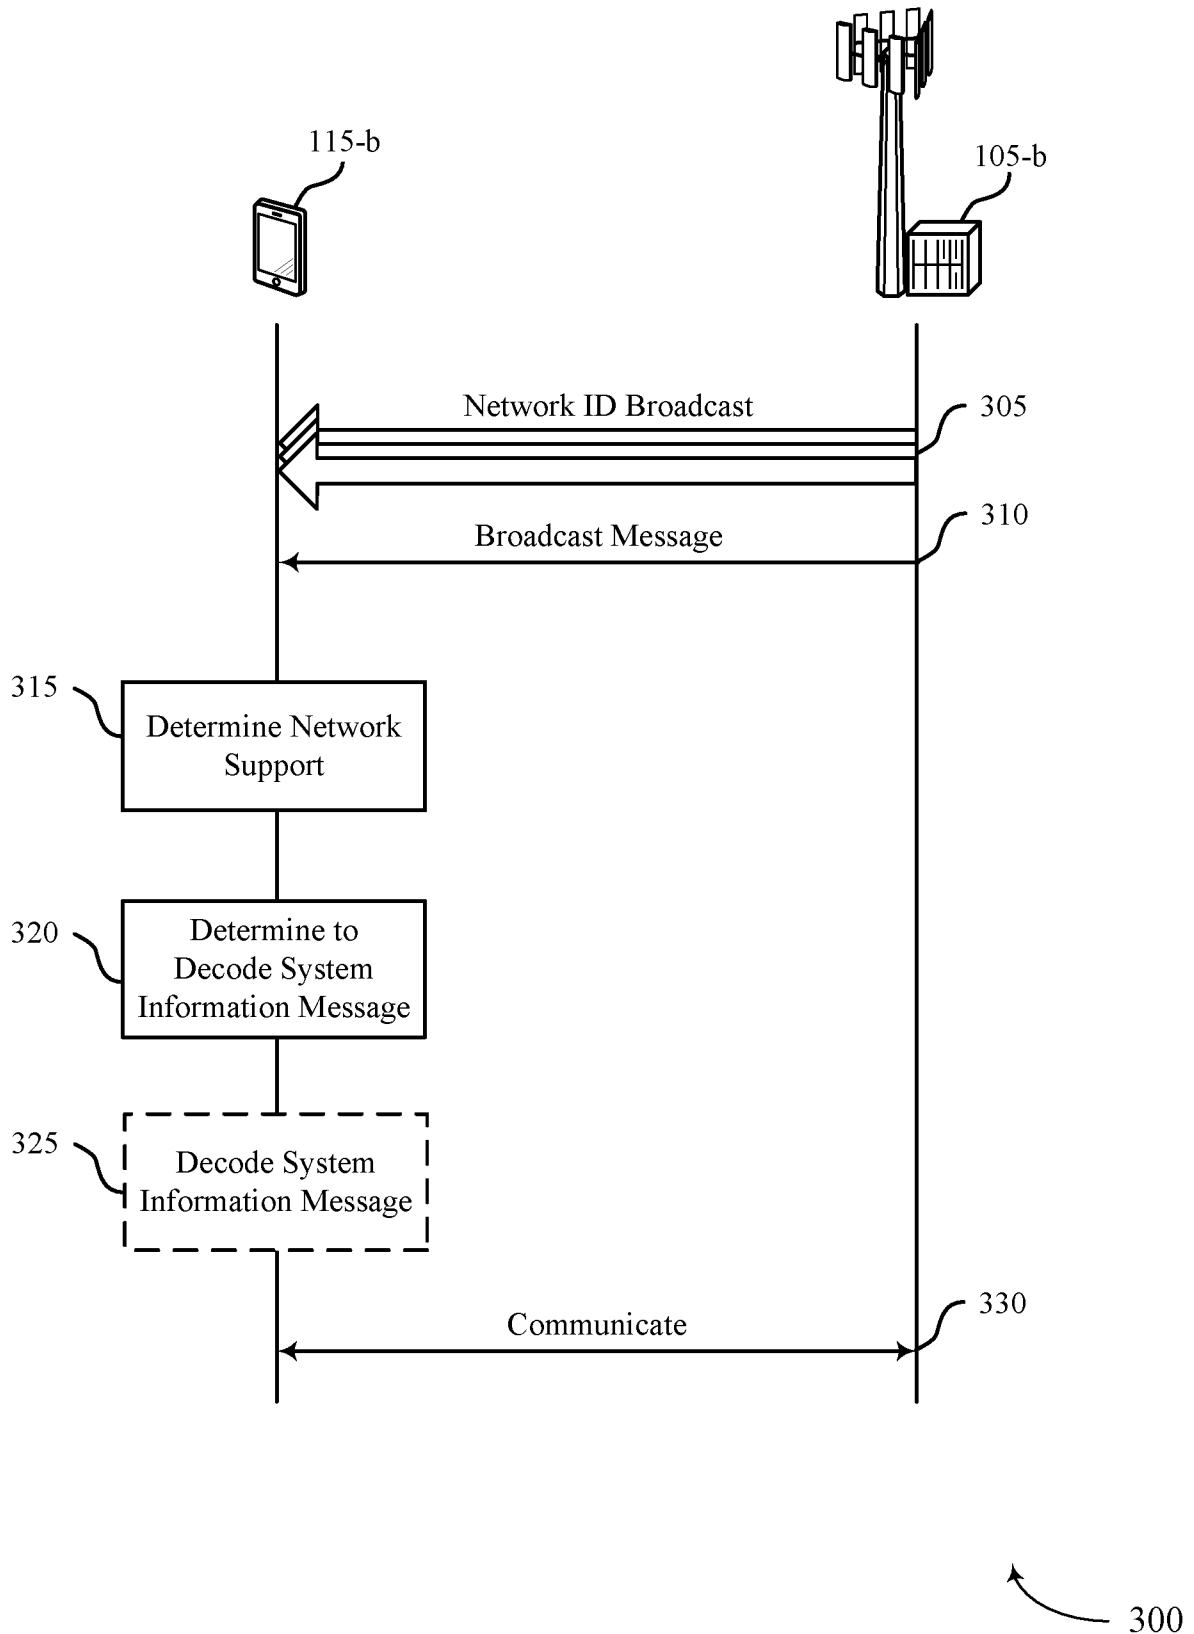 115-b
105-b
Network ID Broadcast
305
310
Broadcast Message
315
Determine Network
Support
320
Determine to
Decode System
Information Message
325
Decode System
Information Message
330
Communicate
300